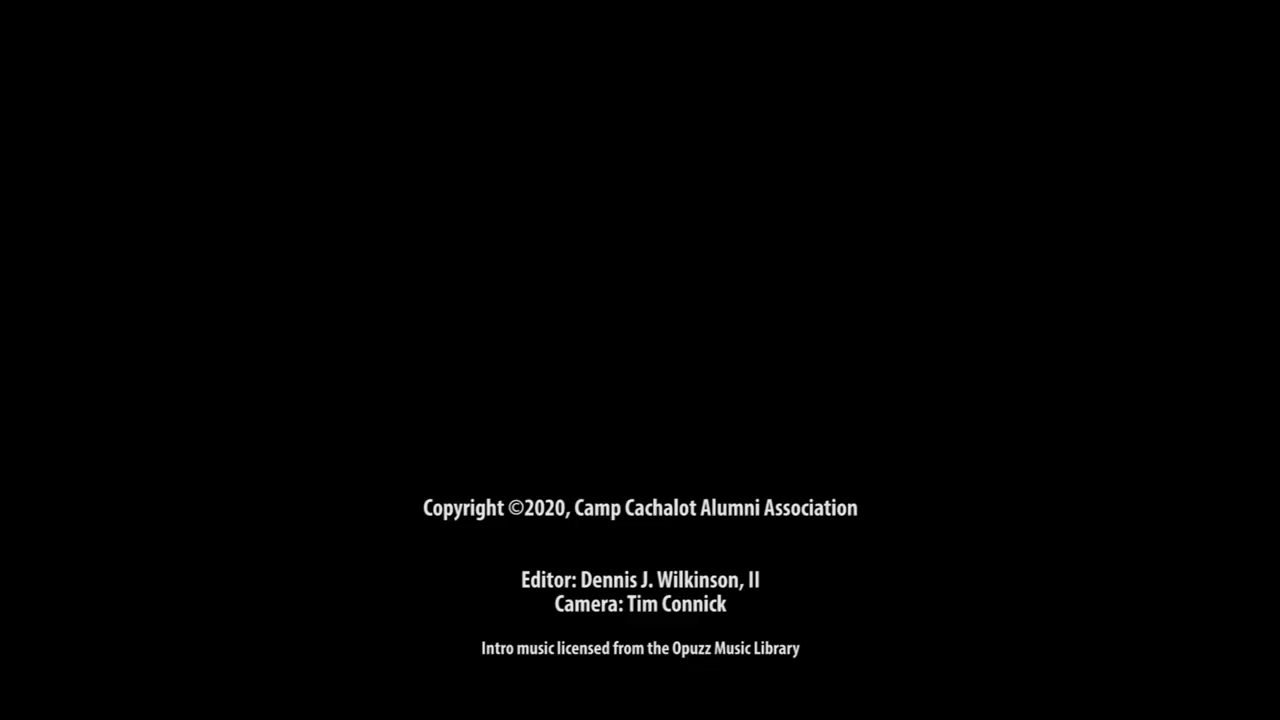 Copyright ©2020, Camp Cachalot Alumni Association
Editor: Dennis J. Wilkinson, II
Camera: Tim Connick
Intro music licensed from the Opuzz Music Library